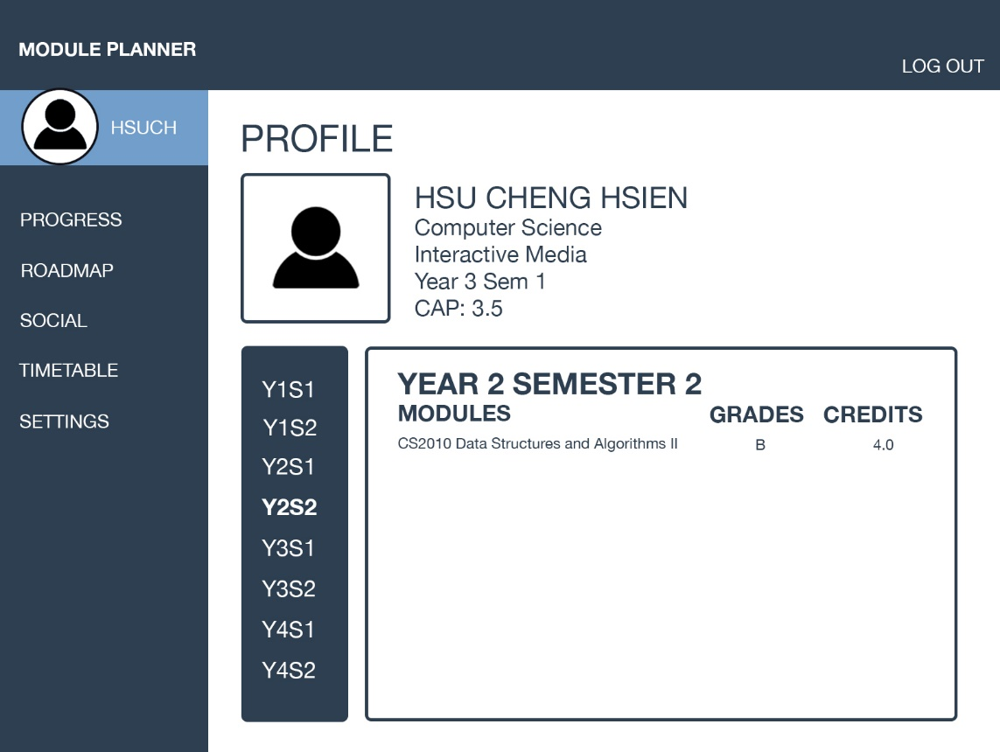 MODULE PLANNER
LOG OUT
HSUCH
PROGRESS
ROADMAP
SOCIAL
TIMETABLE
SETTINGS
PROFILE
HSU CHENG HSIEN
Computer Science
Interactive Media
Year 3 Sem 1
CAP: 3.5
Y1S1
Y1S2
Y2S1
Y2S2
Y3S1
Y3S2
Y4S1
Y4S2
YEAR 2 SEMESTER 2
MODULES GRADES CREDITS
CS2010 Data Structures and Algorithms II B 4.0